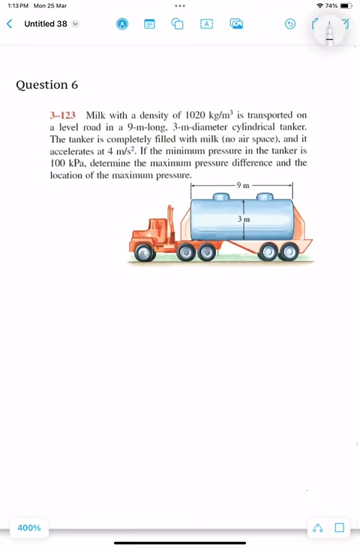 1:13 PM Mon 25 Mar
74%
Untitled 38
A
Question 6
3–123 Milk with a density of 1020 kg/m³ is transported on
a level road in a 9-m-long, 3-m-diameter cylindrical tanker.
The tanker is completely filled with milk (no air space), and it
accelerates at 4 m/s². If the minimum pressure in the tanker is
100 kPa, determine the maximum pressure difference and the
location of the maximum pressure.
9 m
3 m
400%